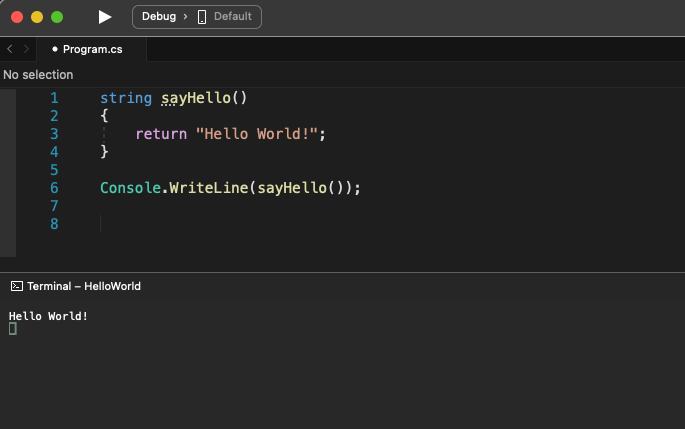 Debug › Default
Program.cs
No selection
1 string sayHello()
2 {
3 return "Hello World!";
4 }
5
6 Console.WriteLine(sayHello());
7
8
Terminal – HelloWorld
Hello World!